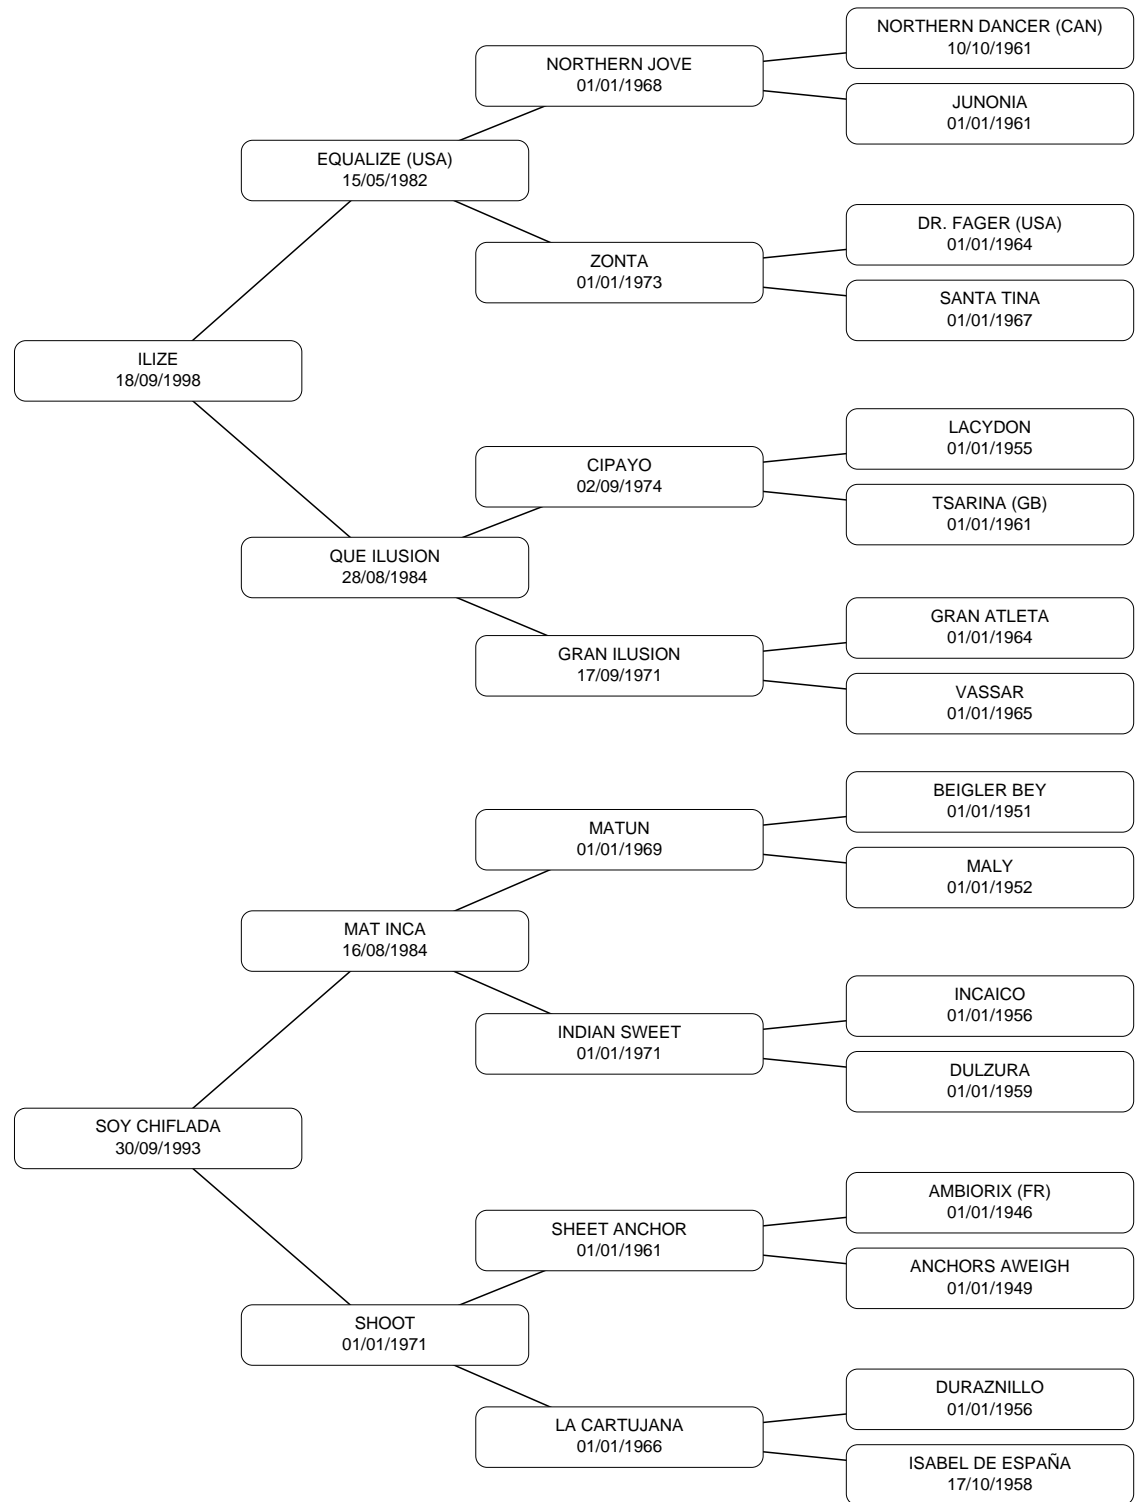 NORTHERN DANCER (CAN)
10/10/1961
NORTHERN JOVE
01/01/1968
JUNONIA
01/01/1961
EQUALIZE (USA)
15/05/1982
DR. FAGER (USA)
01/01/1964
ZONTA
01/01/1973
SANTA TINA
01/01/1967
ILIZE
18/09/1998
LACYDON
01/01/1955
CIPAYO
02/09/1974
TSARINA (GB)
01/01/1961
QUE ILUSION
28/08/1984
GRAN ATLETA
01/01/1964
GRAN ILUSION
17/09/1971
VASSAR
01/01/1965
BEIGLER BEY
01/01/1951
MATUN
01/01/1969
MALY
01/01/1952
MAT INCA
16/08/1984
INCAICO
01/01/1956
INDIAN SWEET
01/01/1971
DULZURA
01/01/1959
SOY CHIFLADA
30/09/1993
AMBIORIX (FR)
01/01/1946
SHEET ANCHOR
01/01/1961
ANCHORS AWEIGH
01/01/1949
SHOOT
01/01/1971
DURAZNILLO
01/01/1956
LA CARTUJANA
01/01/1966
ISABEL DE ESPAÑA
17/10/1958